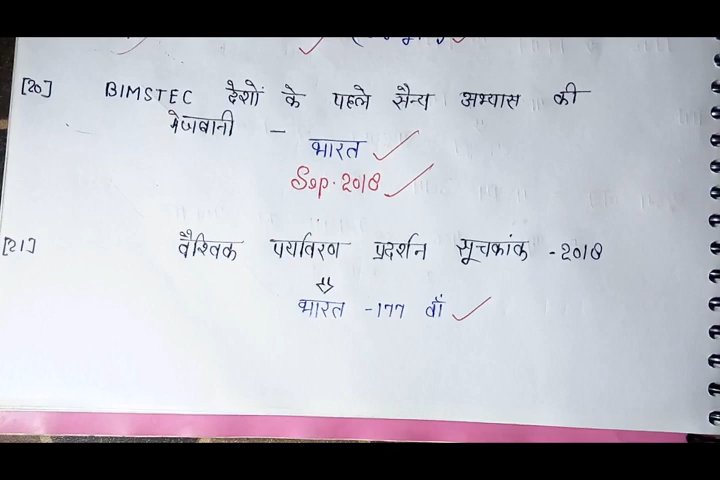 [20] BIMSTEC देशों के पहले सैन्य अभ्यास की
मेजबानी -
भारत
Sep. 2018
[21] वैश्विक पर्यावरण प्रदर्शन सूचकांक - 2018
भारत - 177 वाँ